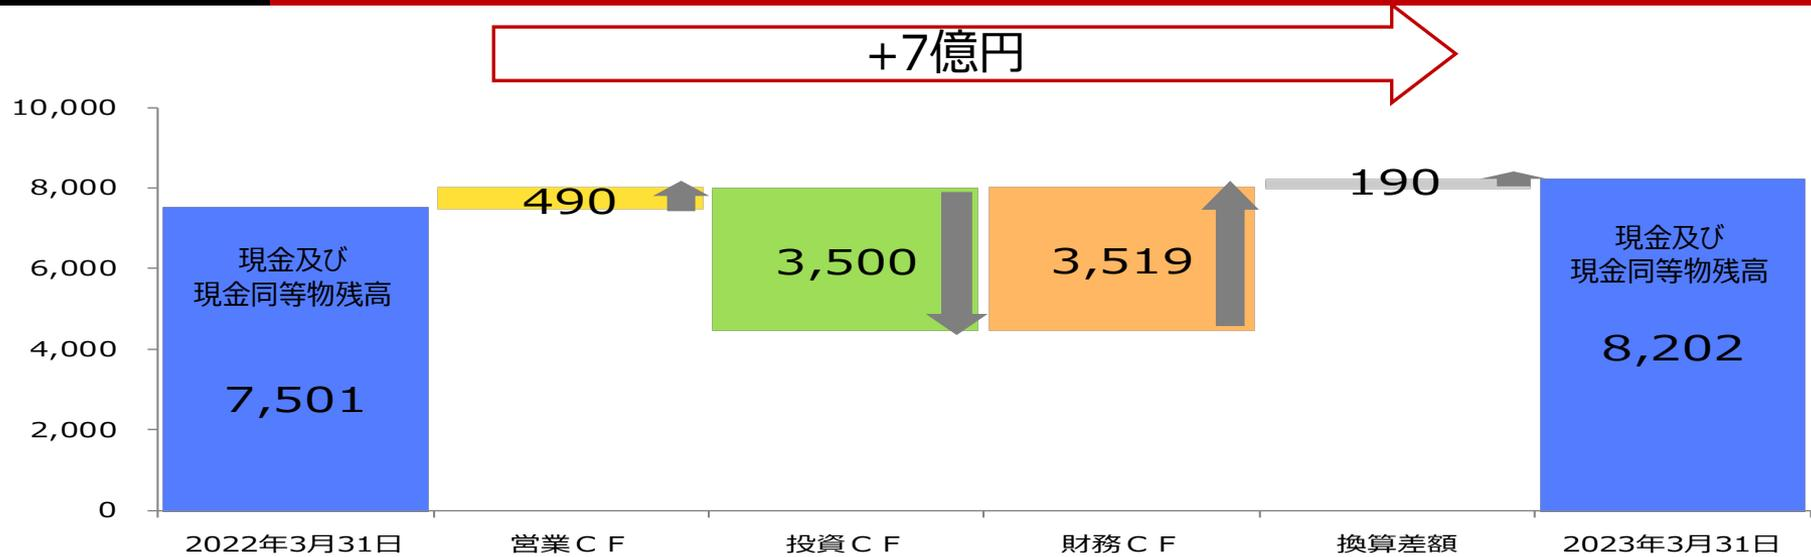 +7億円
10,000
8,000
6,000
4,000
2,000
0
現金及び
現金同等物残高
7,501
490
3,500
3,519
190
現金及び
現金同等物残高
8,202
2022年3月31日
営業ＣＦ
投資ＣＦ
財務ＣＦ
換算差額
2023年3月31日